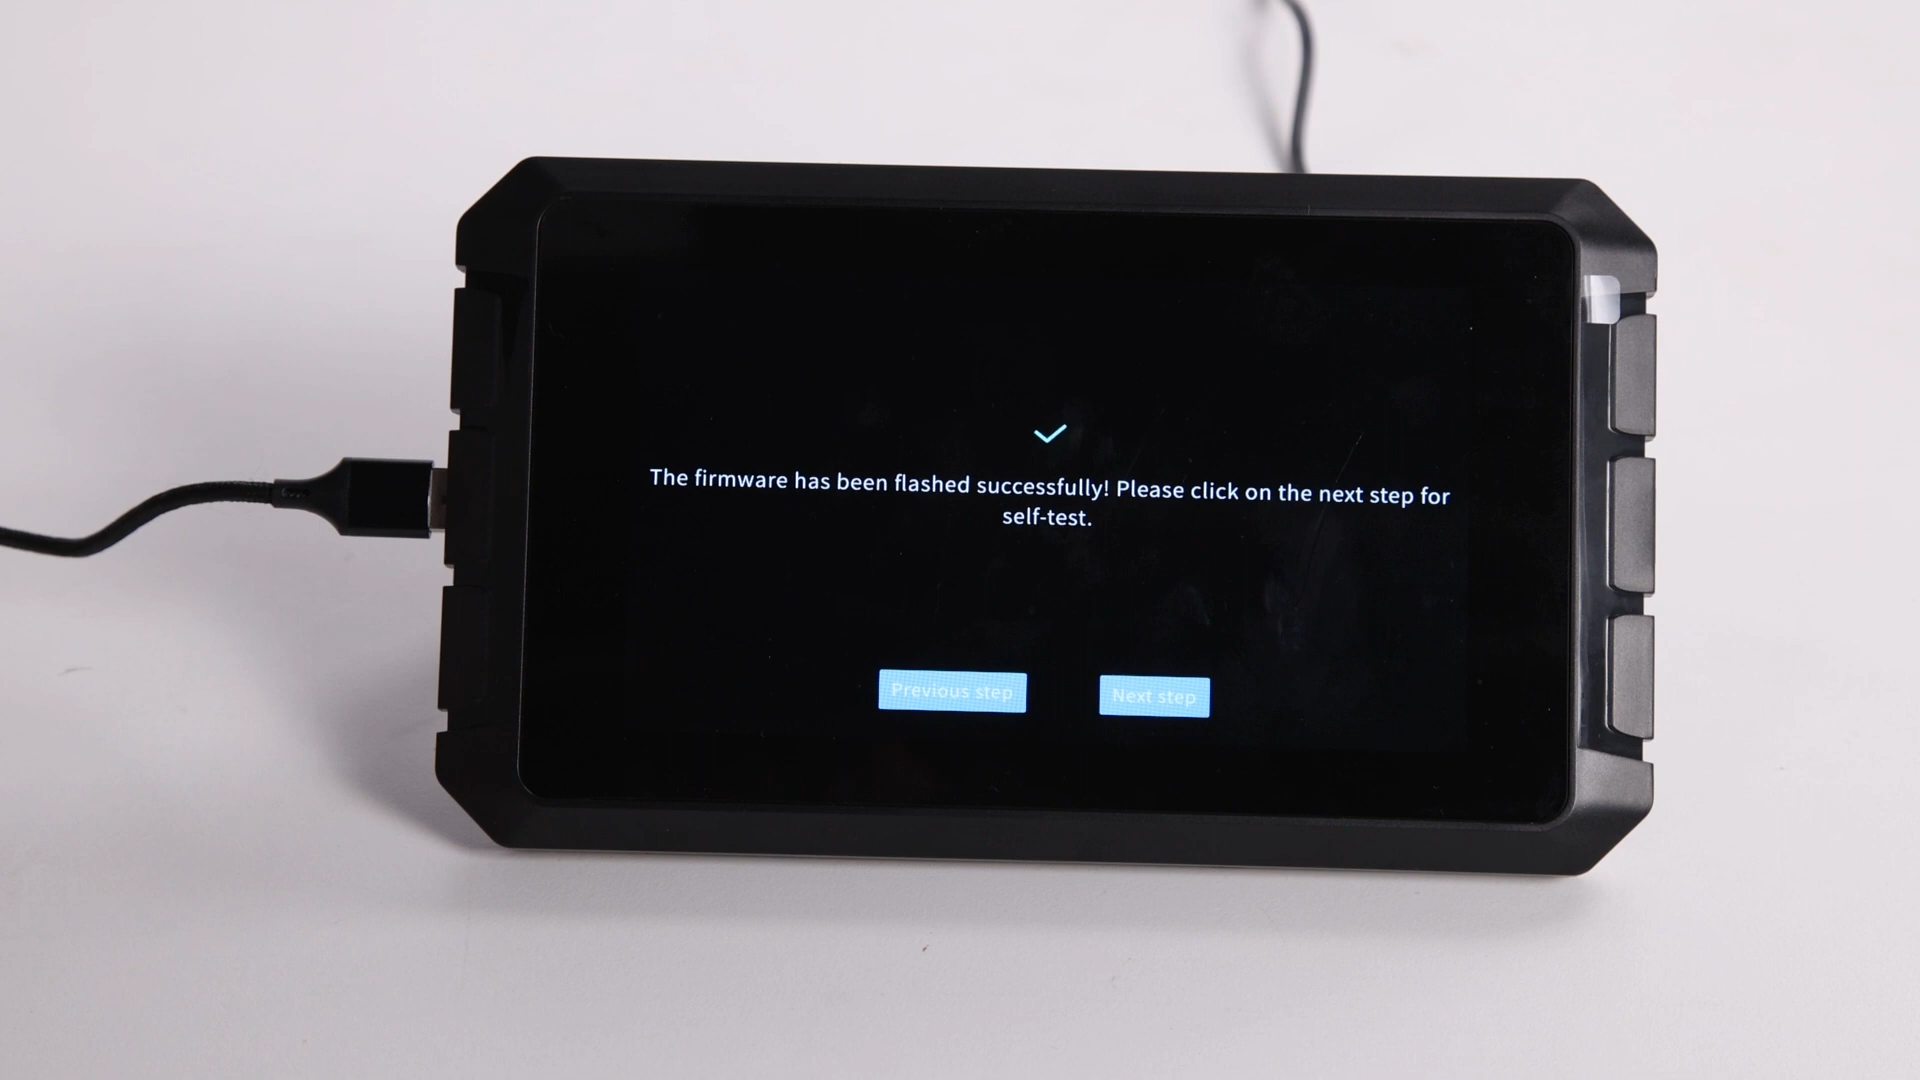 The firmware has been flashed successfully! Please click on the next step for
self-test.
Previous step
Next step